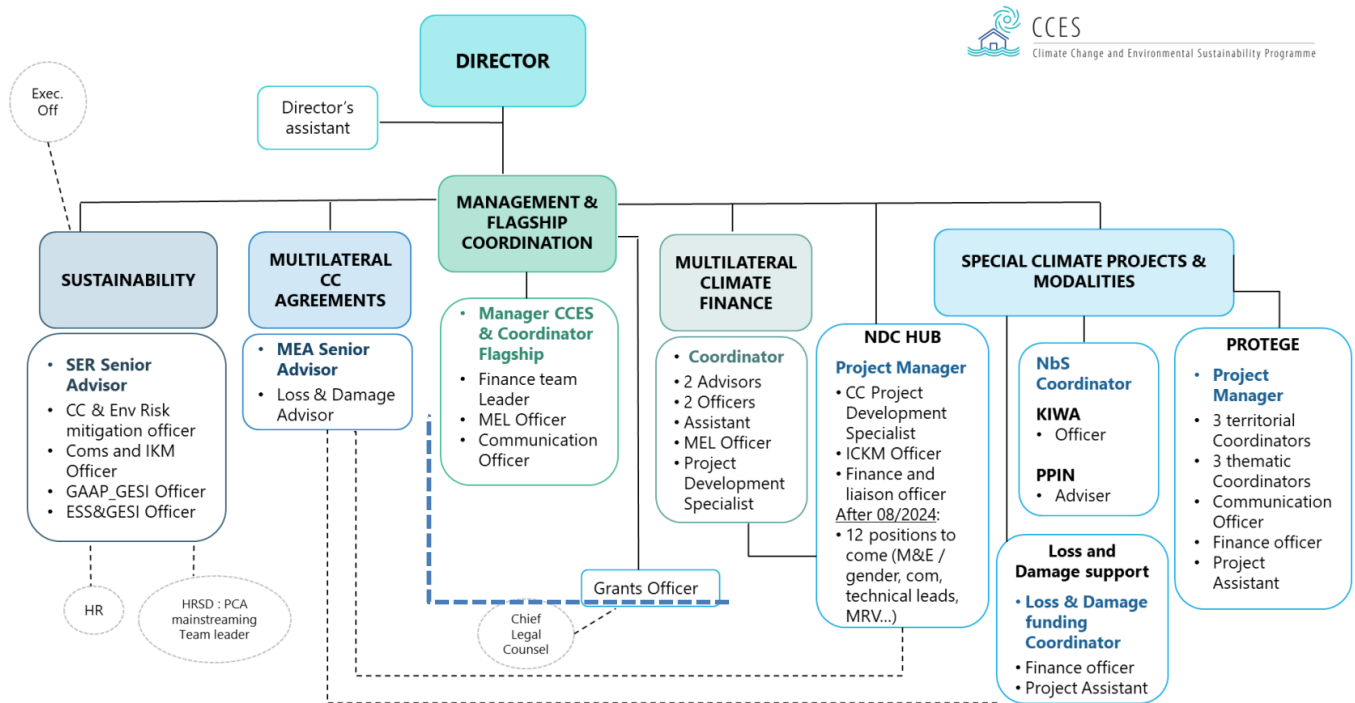 CCES
Climate Change and Environmental Sustainability Programme
DIRECTOR
Exec.
Off
Director's
assistant
MANAGEMENT &
FLAGSHIP
COORDINATION
SUSTAINABILITY
MULTILATERAL
CC
AGREEMENTS
MULTILATERAL
CLIMATE
FINANCE
SPECIAL CLIMATE PROJECTS &
MODALITIES
• SER Senior
Advisor
• CC & Env Risk
mitigation officer
• Coms and IKM
Officer
• GAAP_GESI Officer
• ESS&GESI Officer
• MEA Senior
Advisor
• Loss & Damage
Advisor
• Manager CCES
& Coordinator
Flagship
• Finance team
Leader
• MEL Officer
• Communication
Officer
• Coordinator
• 2 Advisors
• 2 Officers
• Assistant
• MEL Officer
• Project
Development
Specialist
NDC HUB
Project Manager
• CC Project
Development
Specialist
• ICKM Officer
• Finance and
liaison officer
After 08/2024:
• 12 positions to
come (M&E /
gender, com,
technical leads,
MRV...)
NbS
Coordinator
KIWA
• Officer
PPIN
• Adviser
PROTEGE
• Project
Manager
• 3 territorial
Coordinators
• 3 thematic
Coordinators
• Communication
Officer
• Finance officer
• Project
Assistant
Loss and
Damage support
• Loss & Damage
funding
Coordinator
• Finance officer
• Project Assistant
Grants Officer
HR
HRSD : PCA
mainstreaming
Team leader
Chief
Legal
Counsel